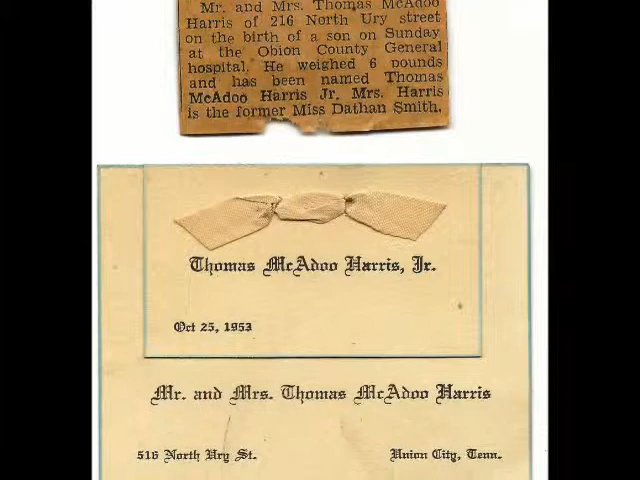 Mr. and Mrs. Thomas McAdoo
Harris of 216 North Ury street
on the birth of a son on Sunday
at the Obion County General
hospital. He weighed 6 pounds
and has been named Thomas
McAdoo Harris Jr. Mrs. Harris
is the former Miss Dathan Smith.
Thomas McAdoo Harris, Jr.
Oct 25, 1953
Mr. and Mrs. Thomas McAdoo Harris
516 North Ury St. Union City, Tenn.